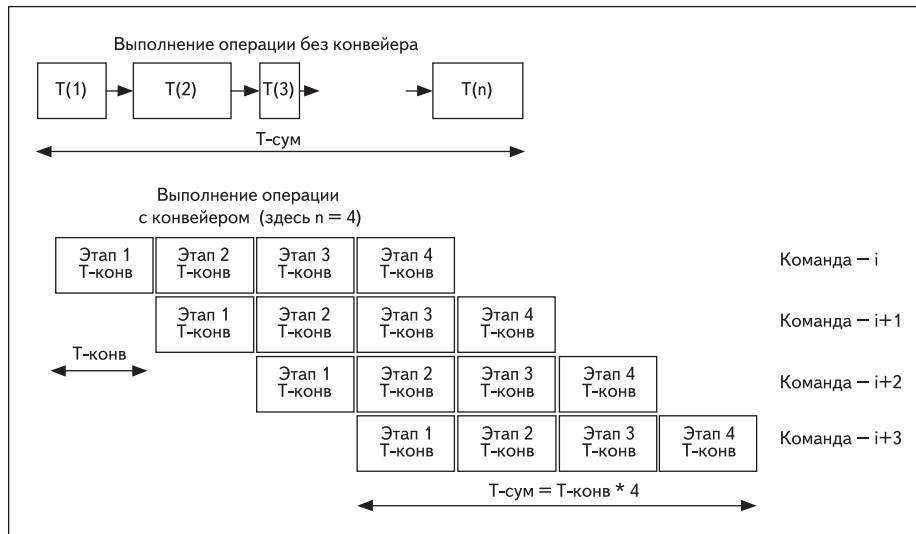 Выполнение операции без конвейера
T(1) T(2) T(3) T(n)
Т-сум
Выполнение операции
с конвейером (здесь n = 4)
Этап 1 Этап 2 Этап 3 Этап 4
Т-конв Т-конв Т-конв Т-конв
Команда – i
Этап 1 Этап 2 Этап 3 Этап 4
Т-конв Т-конв Т-конв Т-конв
Команда – i+1
Т-конв
Этап 1 Этап 2 Этап 3 Этап 4
Т-конв Т-конв Т-конв Т-конв
Команда – i+2
Этап 1 Этап 2 Этап 3 Этап 4
Т-конв Т-конв Т-конв Т-конв
Команда – i+3
Т-сум = Т-конв * 4